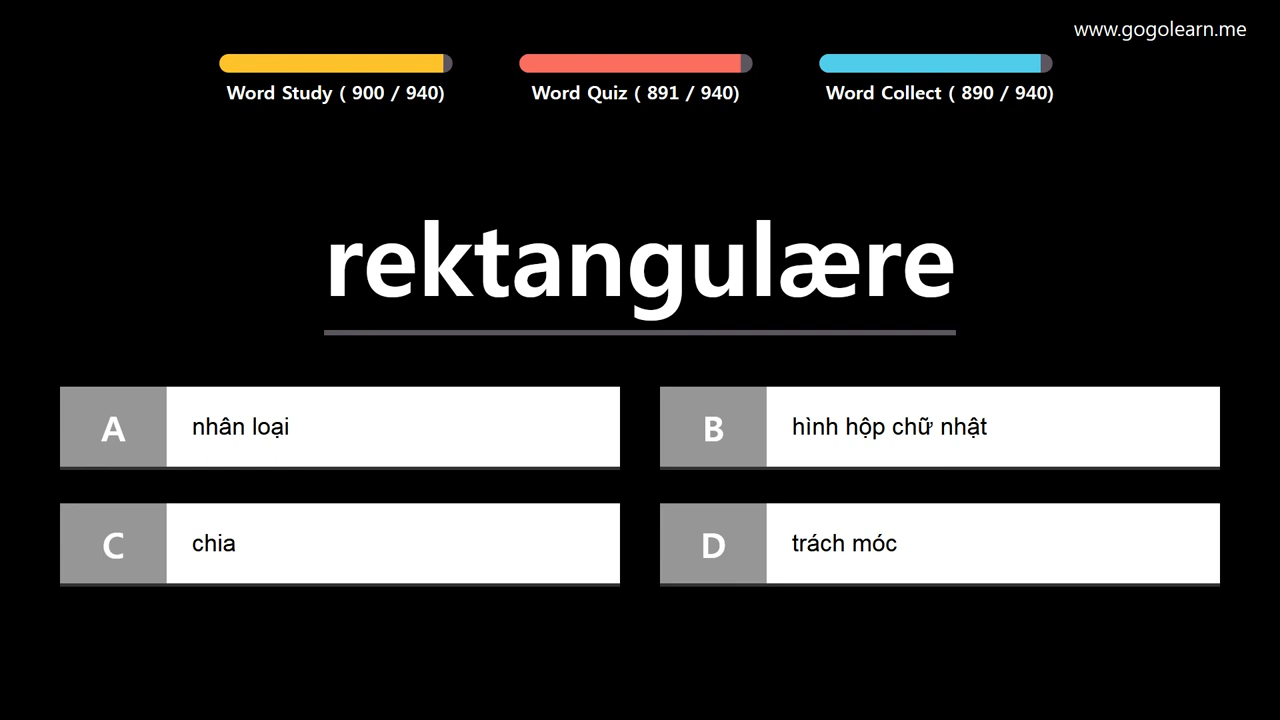 www.gogolearn.me
Word Study ( 900 / 940)
Word Quiz ( 891 / 940)
Word Collect ( 890 / 940)
rektangulære
A nhân loại
B hình hộp chữ nhật
C chia
D trách móc